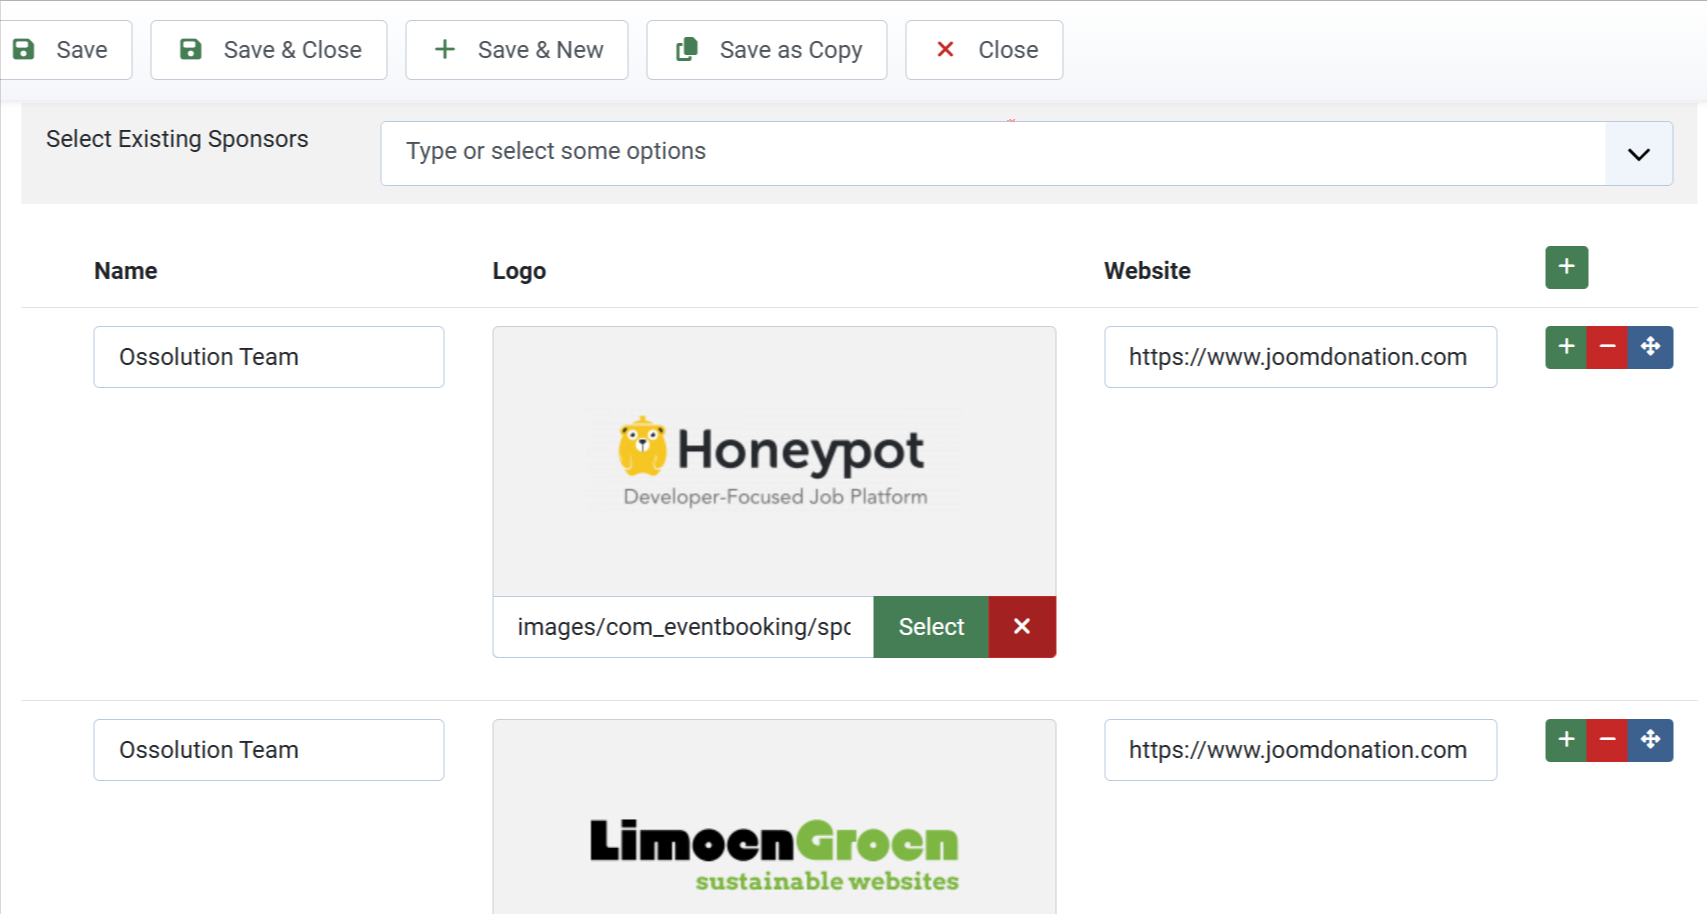 Save
Save & Close
Save & New
Save as Copy
Close
Select Existing Sponsors
Type or select some options
Name
Logo
Website
Ossolution Team
Honeypot
Developer-Focused Job Platform
https://www.joomdonation.com
images/com_eventbooking/spo
Select
Ossolution Team
LimoenGroen
sustainable websites
https://www.joomdonation.com